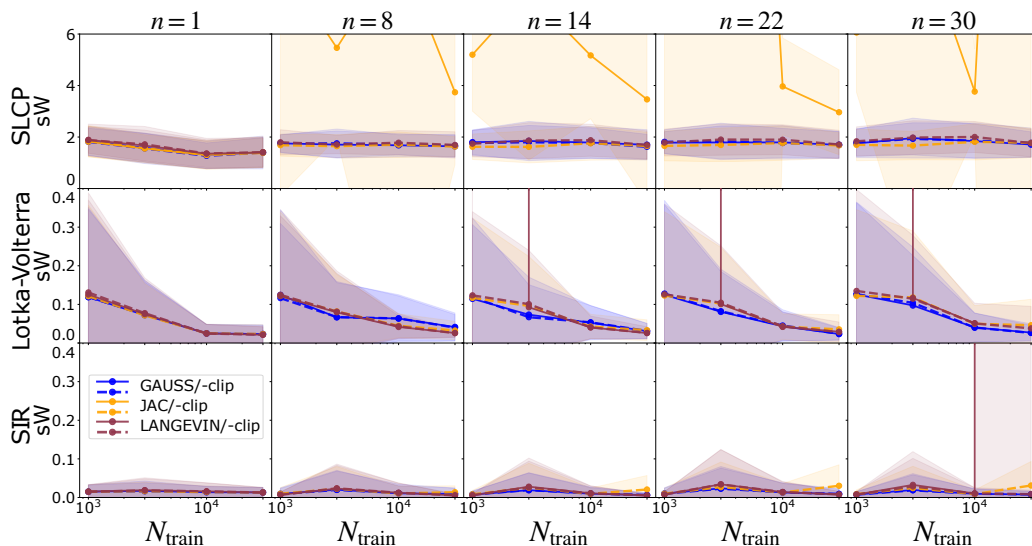 n = 1 n = 8 n = 14 n = 22 n = 30
SLCP
sW
6
4
2
0
Lotka-Volterra
sW
0.4
0.3
0.2
0.1
0.0
SIR
sW
0.4
0.3
0.2
0.1
0.0
GAUSS/-clip
JAC/-clip
LANGEVIN/-clip
10³ 10⁴ 10³ 10⁴ 10³ 10⁴ 10³ 10⁴ 10³ 10⁴
N_train N_train N_train N_train N_train